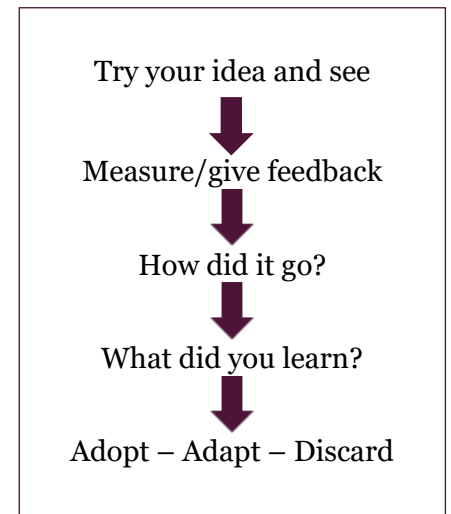 Try your idea and see
Measure/give feedback
How did it go?
What did you learn?
Adopt – Adapt – Discard